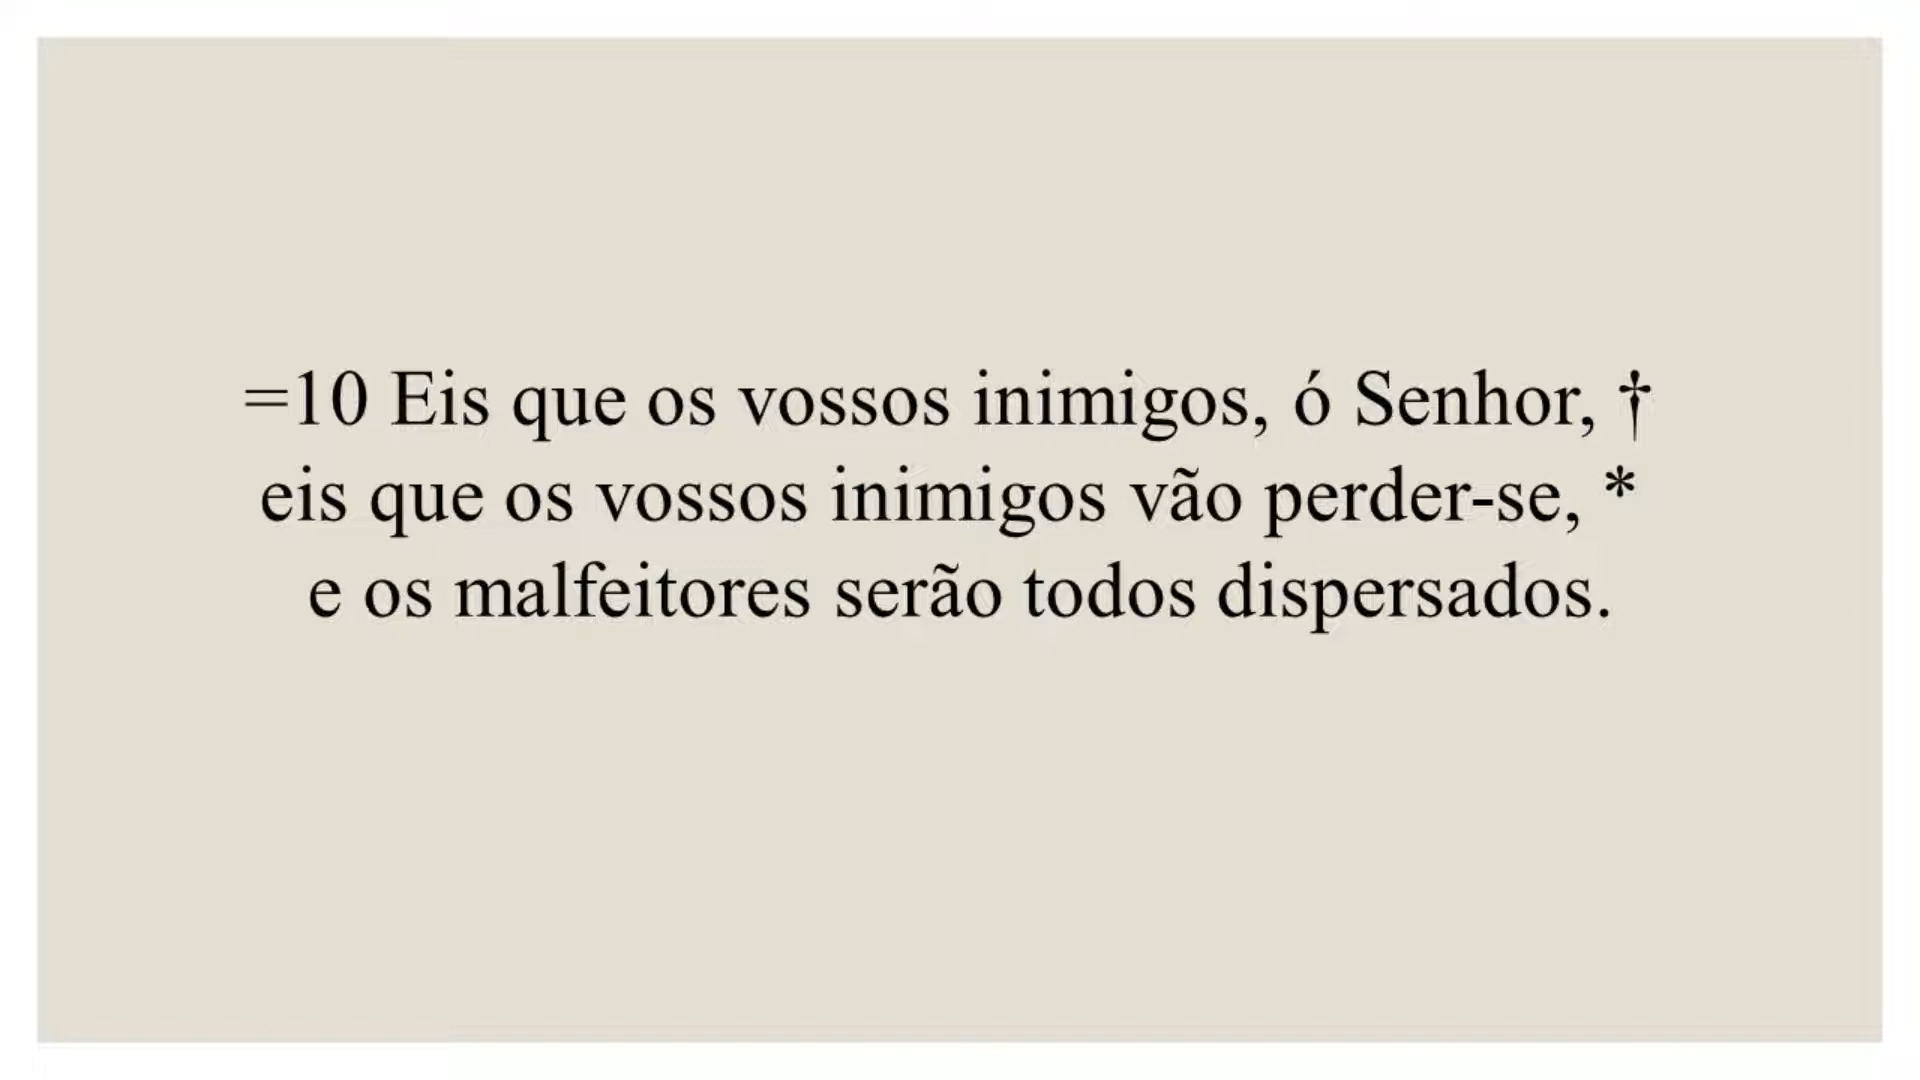 =10 Eis que os vossos inimigos, ó Senhor, †
eis que os vossos inimigos vão perder-se, *
e os malfeitores serão todos dispersados.